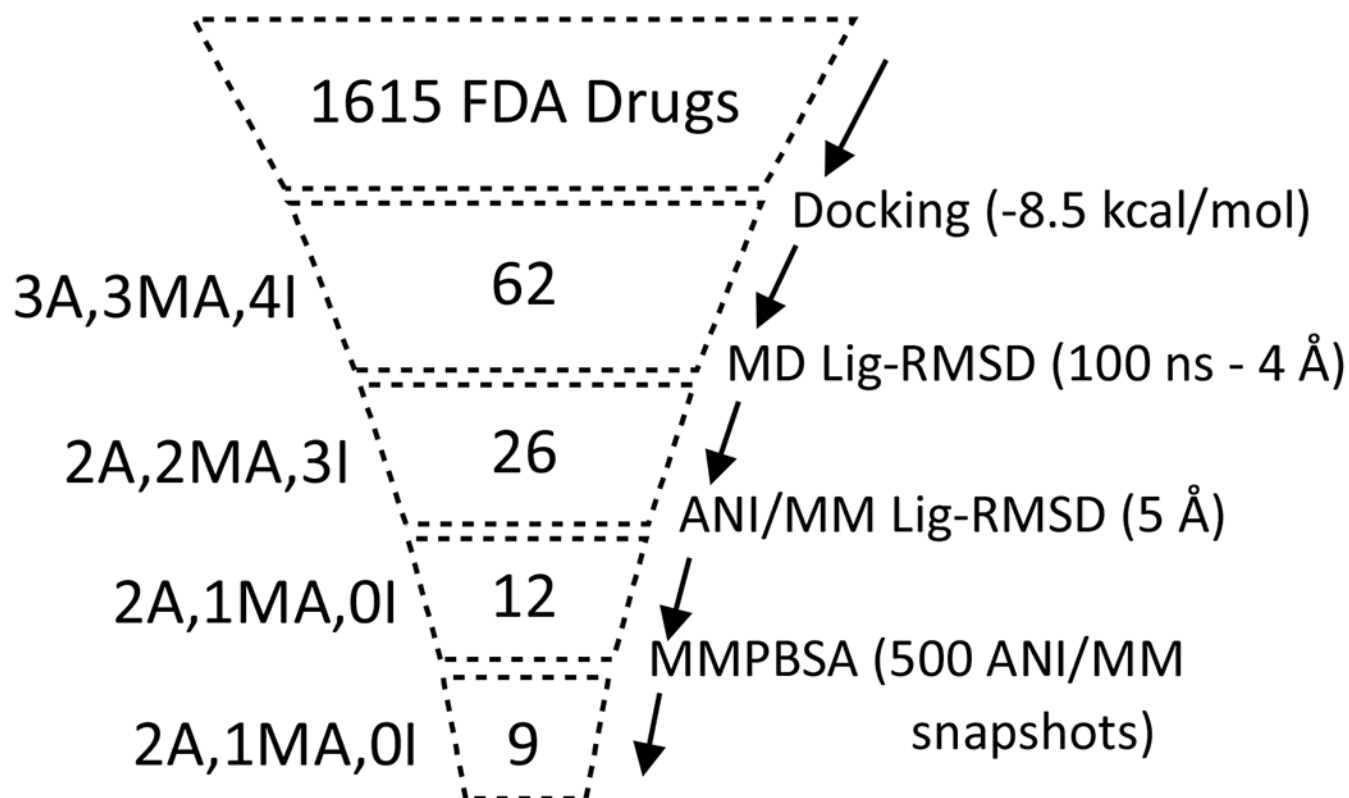 1615 FDA Drugs
Docking (-8.5 kcal/mol)
3A,3MA,4I
62
MD Lig-RMSD (100 ns - 4 Å)
2A,2MA,3I
26
ANI/MM Lig-RMSD (5 Å)
2A,1MA,0I
12
MMPBSA (500 ANI/MM
snapshots)
2A,1MA,0I
9